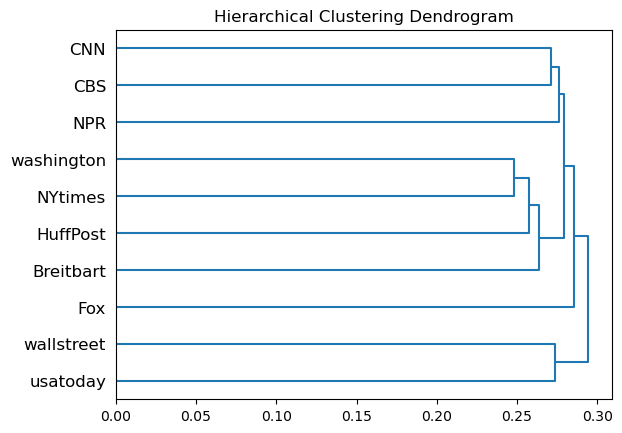 Hierarchical Clustering Dendrogram
CNN
CBS
NPR
washington
NYtimes
HuffPost
Breitbart
Fox
wallstreet
usatoday
0.00 0.05 0.10 0.15 0.20 0.25 0.30